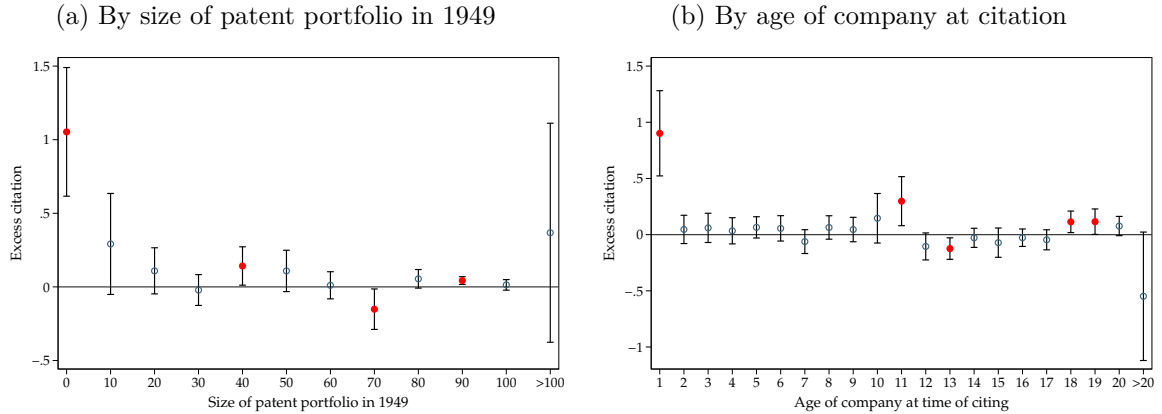 (a) By size of patent portfolio in 1949
1.5
1
.5
0
−.5
Excess citation
0 10 20 30 40 50 60 70 80 90 100 >100
Size of patent portfolio in 1949
(b) By age of company at citation
1.5
1
.5
0
−.5
−1
Excess citation
1 2 3 4 5 6 7 8 9 10 11 12 13 14 15 16 17 18 19 20 >20
Age of company at time of citing